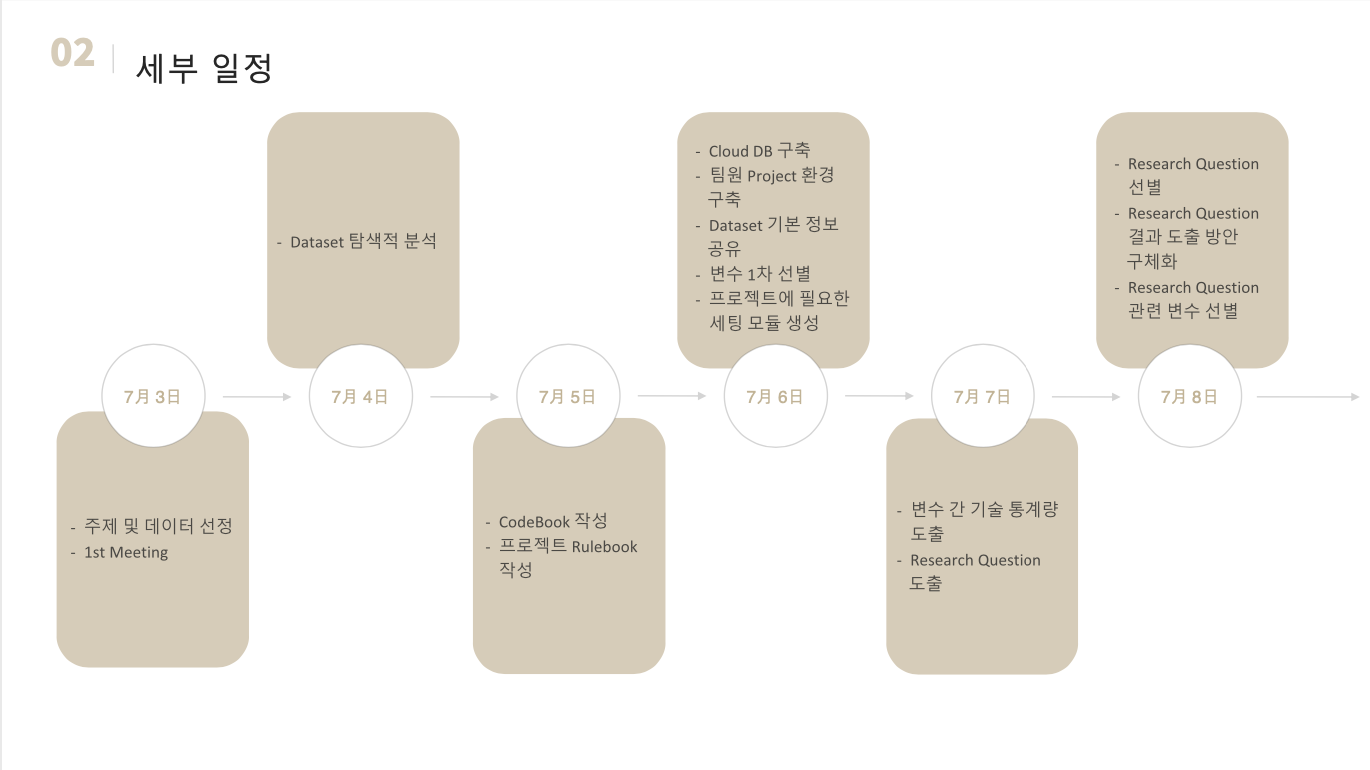 02
세부 일정
7月 3日
- 주제 및 데이터 선정
- 1st Meeting
7月 4日
- Dataset 탐색적 분석
7月 5日
- CodeBook 작성
- 프로젝트 Rulebook
작성
7月 6日
- Cloud DB 구축
- 팀원 Project 환경
구축
- Dataset 기본 정보
공유
- 변수 1차 선별
- 프로젝트에 필요한
세팅 모듈 생성
7月 7日
- 변수 간 기술 통계량
도출
- Research Question
도출
7月 8日
- Research Question
선별
- Research Question
결과 도출 방안
구체화
- Research Question
관련 변수 선별